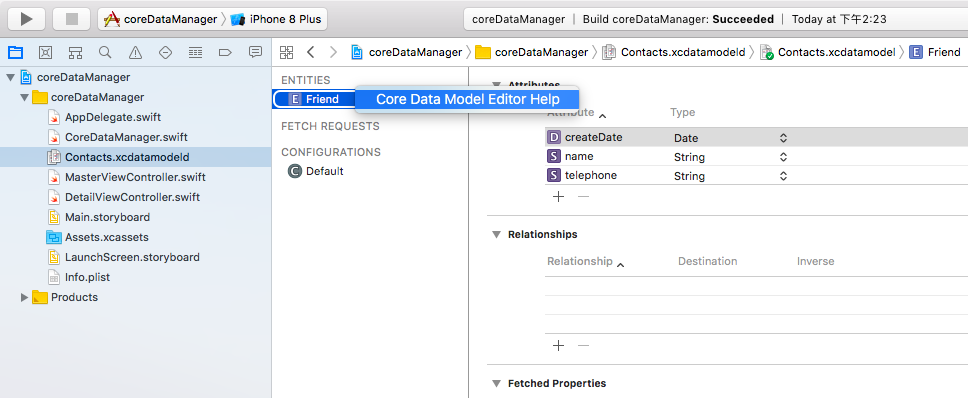 coreDataManager iPhone 8 Plus coreDataManager | Build coreDataManager: Succeeded | Today at 下午2:23
coreDataManager coreDataManager Contacts.xcdatamodeld Contacts.xcdatamodel E Friend
coreDataManager
coreDataManager
AppDelegate.swift
CoreDataManager.swift
Contacts.xcdatamodeld
MasterViewController.swift
DetailViewController.swift
Main.storyboard
Assets.xcassets
LaunchScreen.storyboard
Info.plist
Products
ENTITIES
E Friend
Core Data Model Editor Help
FETCH REQUESTS
CONFIGURATIONS
C Default
Attributes
Attribute Type
D createDate Date
S name String
S telephone String
Relationships
Relationship Destination Inverse
Fetched Properties